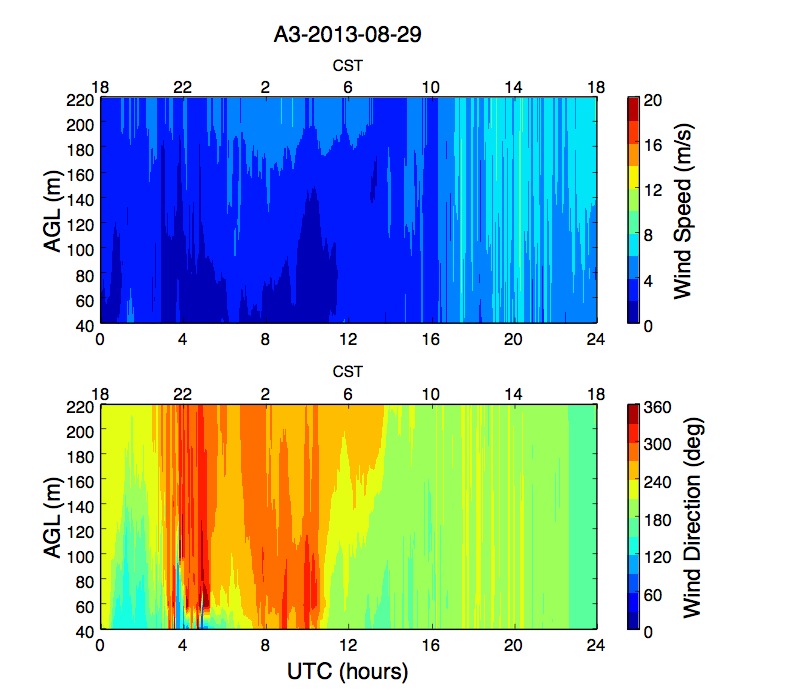 A3-2013-08-29
CST
18 22 2 6 10 14 18
220
200
180
160
140
120
100
80
60
40
AGL (m)
0 4 8 12 16 20 24
20
16
12
8
4
0
Wind Speed (m/s)
CST
18 22 2 6 10 14 18
220
200
180
160
140
120
100
80
60
40
AGL (m)
0 4 8 12 16 20 24
UTC (hours)
360
300
240
180
120
60
0
Wind Direction (deg)